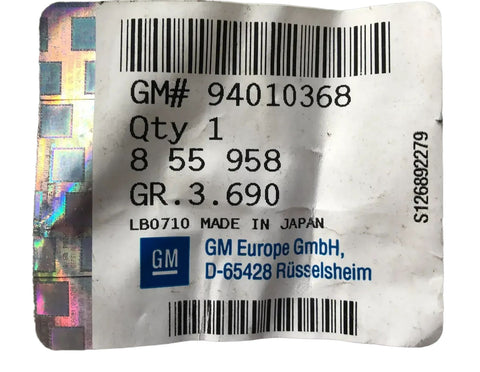 GM# 94010368
Qty 1
8 55 958
GR.3.690
LB0710 MADE IN JAPAN
GM
GM Europe GmbH,
D-65428 Rüsselsheim
S126892279